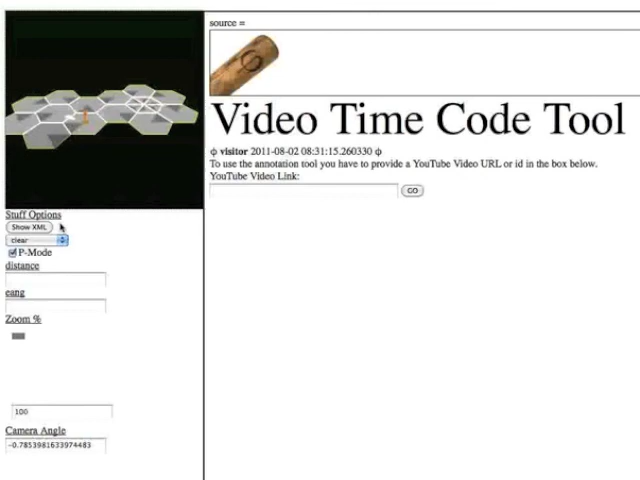 source =
Video Time Code Tool
ф visitor 2011-08-02 08:31:15.260330 ф
To use the annotation tool you have to provide a YouTube Video URL or id in the box below.
YouTube Video Link:
GO
Stuff Options
Show XML
clear
P-Mode
distance
eang
Zoom %
100
Camera Angle
-0.7853981633974483